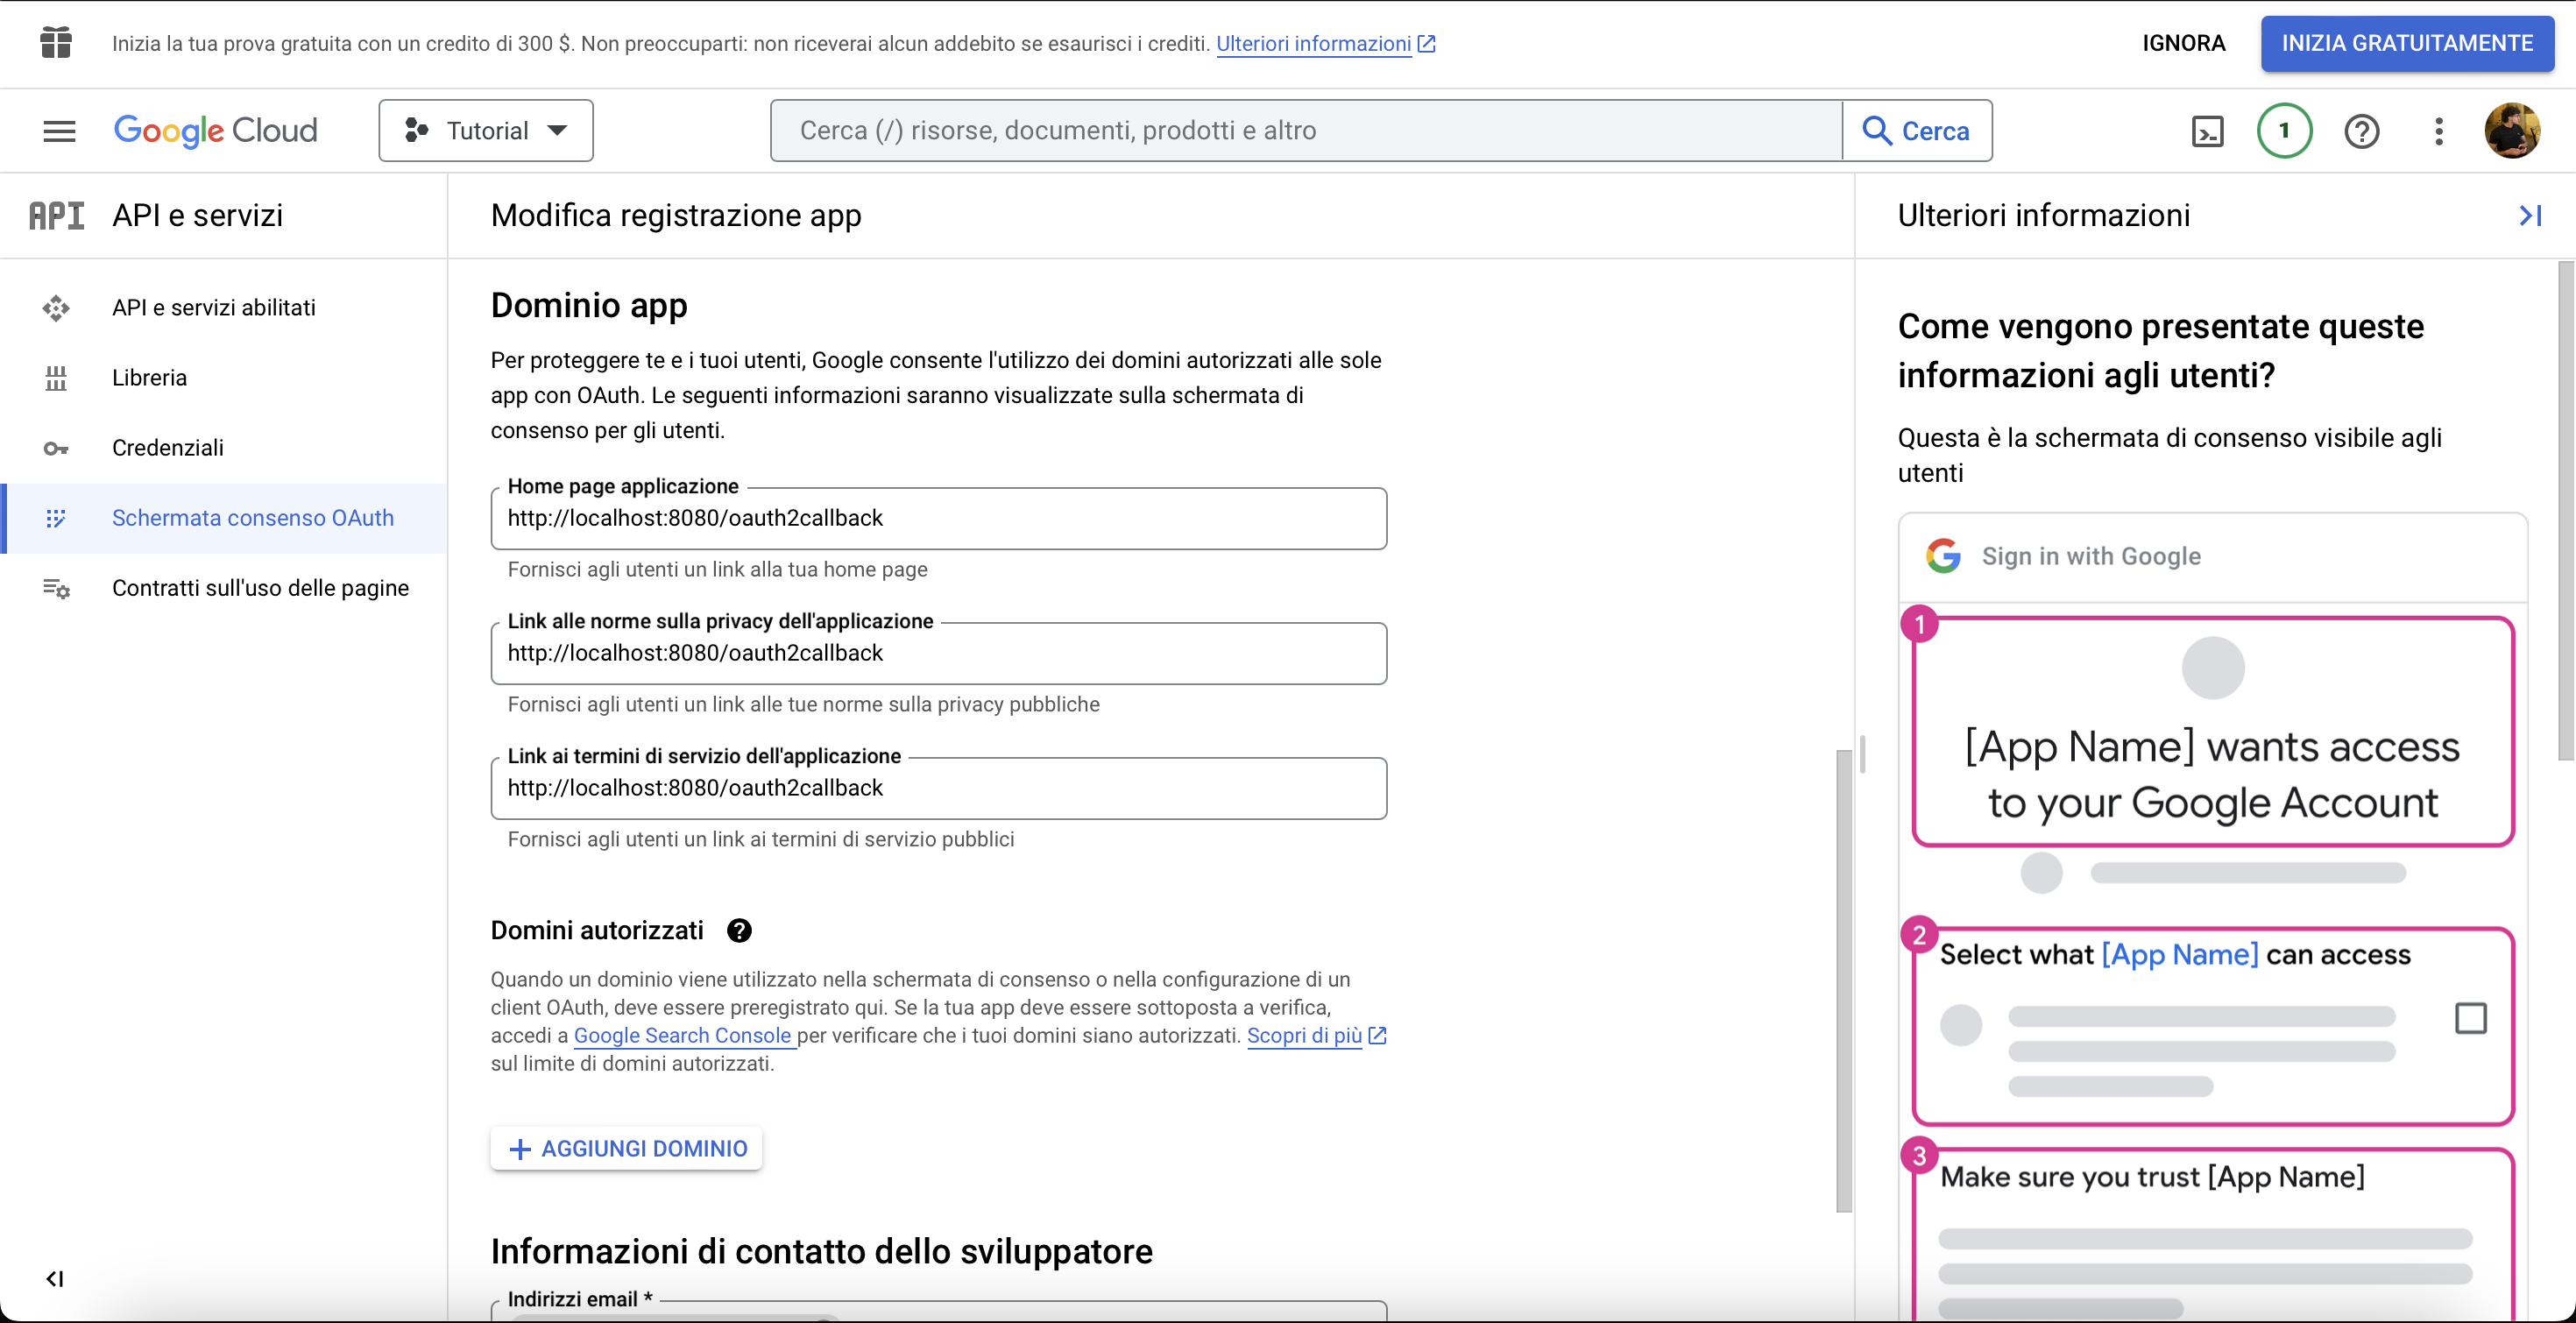 Inizia la tua prova gratuita con un credito di 300 $. Non preoccuparti: non riceverai alcun addebito se esaurisci i crediti. Ulteriori informazioni
IGNORA
INIZIA GRATUITAMENTE
Google Cloud
Tutorial
Cerca (/) risorse, documenti, prodotti e altro
Cerca
1
API
API e servizi
API e servizi abilitati
Libreria
Credenziali
Schermata consenso OAuth
Contratti sull'uso delle pagine
Modifica registrazione app
Dominio app
Per proteggere te e i tuoi utenti, Google consente l'utilizzo dei domini autorizzati alle sole
app con OAuth. Le seguenti informazioni saranno visualizzate sulla schermata di
consenso per gli utenti.
Home page applicazione
http://localhost:8080/oauth2callback
Fornisci agli utenti un link alla tua home page
Link alle norme sulla privacy dell'applicazione
http://localhost:8080/oauth2callback
Fornisci agli utenti un link alle tue norme sulla privacy pubbliche
Link ai termini di servizio dell'applicazione
http://localhost:8080/oauth2callback
Fornisci agli utenti un link ai termini di servizio pubblici
Domini autorizzati
Quando un dominio viene utilizzato nella schermata di consenso o nella configurazione di un
client OAuth, deve essere preregistrato qui. Se la tua app deve essere sottoposta a verifica,
accedi a Google Search Console per verificare che i tuoi domini siano autorizzati. Scopri di più
sul limite di domini autorizzati.
AGGIUNGI DOMINIO
Informazioni di contatto dello sviluppatore
Indirizzi email *
Ulteriori informazioni
Come vengono presentate queste
informazioni agli utenti?
Questa è la schermata di consenso visibile agli
utenti
Sign in with Google
1
[App Name] wants access
to your Google Account
2
Select what [App Name] can access
3
Make sure you trust [App Name]